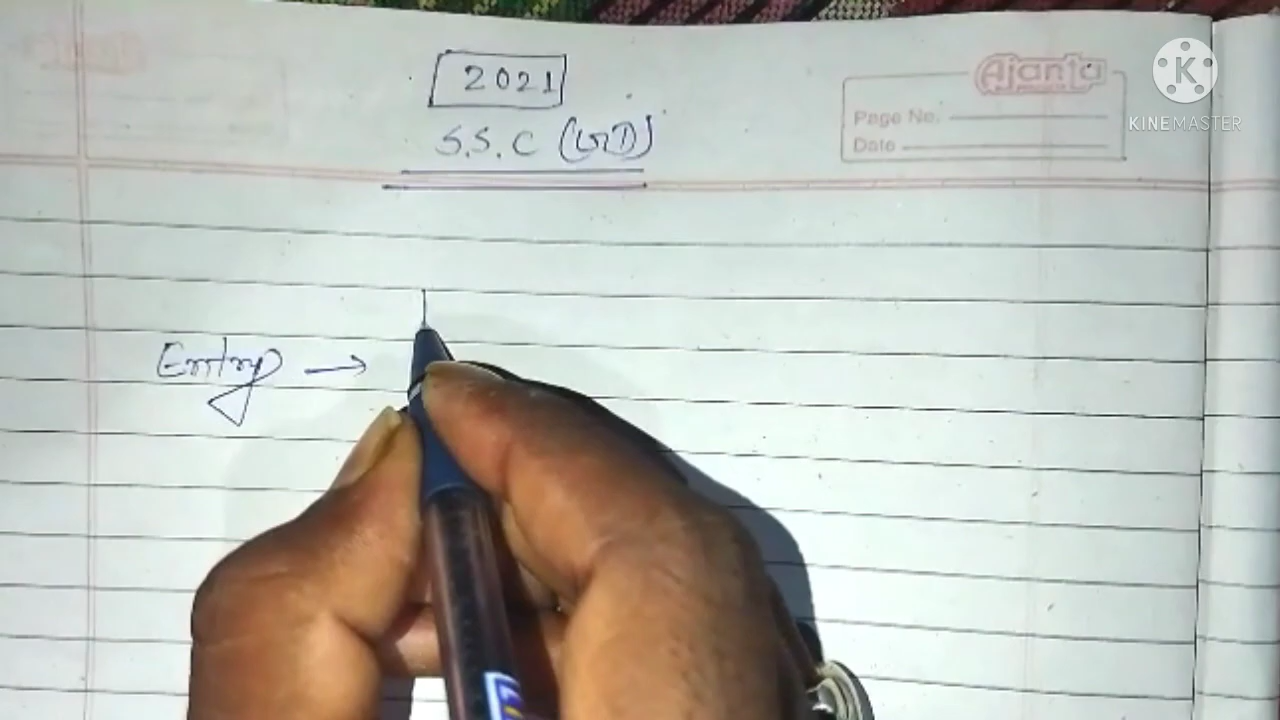 2021
S.S.C (GD)
Ajanta
Page No.
Date
Entry →
K
KINEMASTER